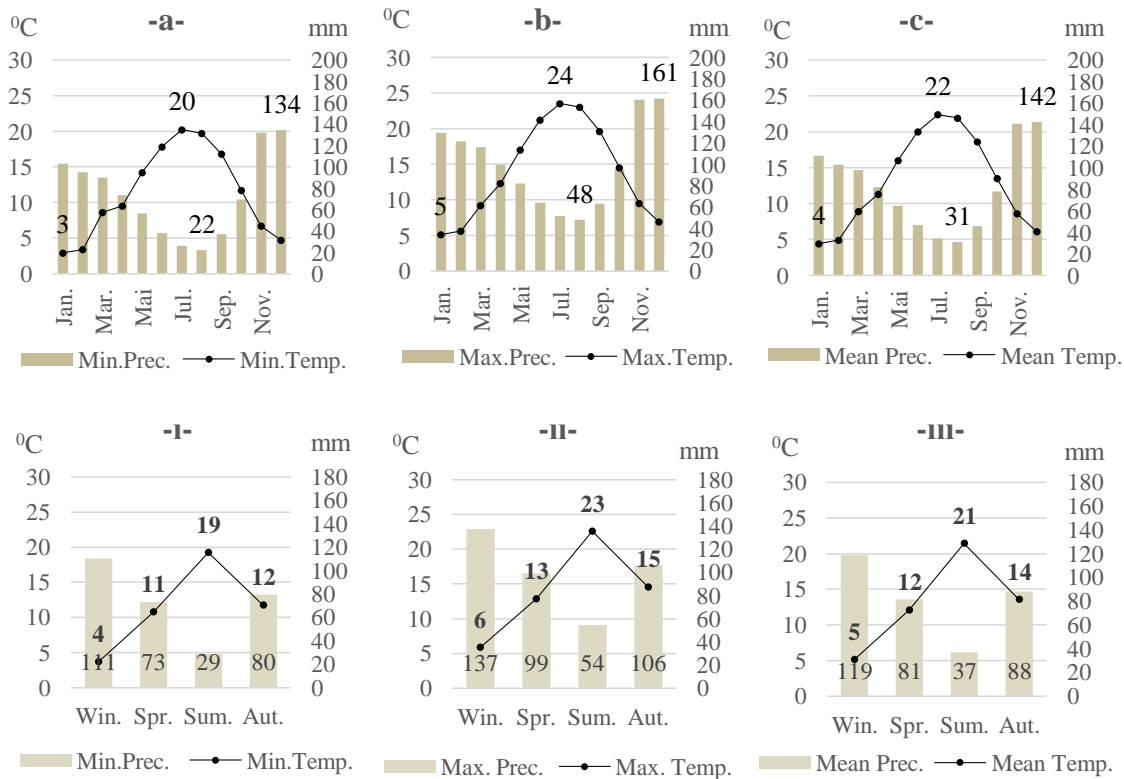 -a-
⁰C
mm
30
25
20
15
10
5
0
200
180
160
140
120
100
80
60
40
20
0
3
20
22
134
Jan.
Mar.
Mai
Jul.
Sep.
Nov.
Min.Prec.
Min.Temp.
-b-
⁰C
mm
30
25
20
15
10
5
0
200
180
160
140
120
100
80
60
40
20
0
5
24
48
161
Jan.
Mar.
Mai
Jul.
Sep.
Nov.
Max.Prec.
Max.Temp.
-c-
⁰C
mm
30
25
20
15
10
5
0
200
180
160
140
120
100
80
60
40
20
0
4
22
31
142
Jan.
Mar.
Mai
Jul.
Sep.
Nov.
Mean Prec.
Mean Temp.
-I-
⁰C
mm
30
25
20
15
10
5
0
180
160
140
120
100
80
60
40
20
0
4
11
19
12
111
73
29
80
Win.
Spr.
Sum.
Aut.
Min.Prec.
Min.Temp.
-II-
⁰C
mm
30
25
20
15
10
5
0
180
160
140
120
100
80
60
40
20
0
6
13
23
15
137
99
54
106
Win.
Spr.
Sum.
Aut.
Max. Prec.
Max. Temp.
-III-
⁰C
mm
30
25
20
15
10
5
0
180
160
140
120
100
80
60
40
20
0
5
12
21
14
119
81
37
88
Win.
Spr.
Sum.
Aut.
Mean Prec.
Mean Temp.